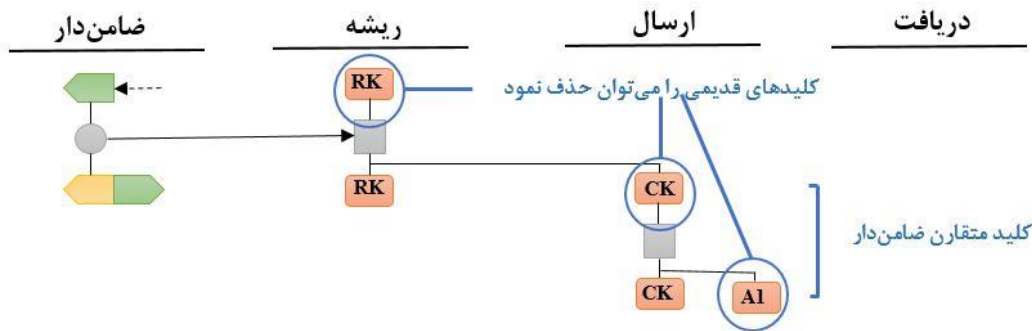 دریافت
ارسال
ریشه
ضامن‌دار
RK
کلیدهای قدیمی را می‌توان حذف نمود
RK
CK
کلید متقارن ضامن‌دار
CK
A1